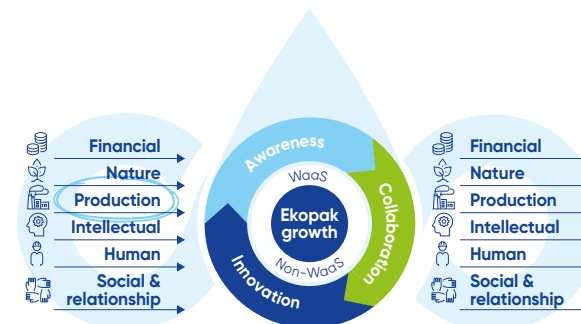 Financial
Nature
Production
Intellectual
Human
Social &
relationship
Awareness
Collaboration
Innovation
WaaS
Ekopak
growth
Non-WaaS
Financial
Nature
Production
Intellectual
Human
Social &
relationship